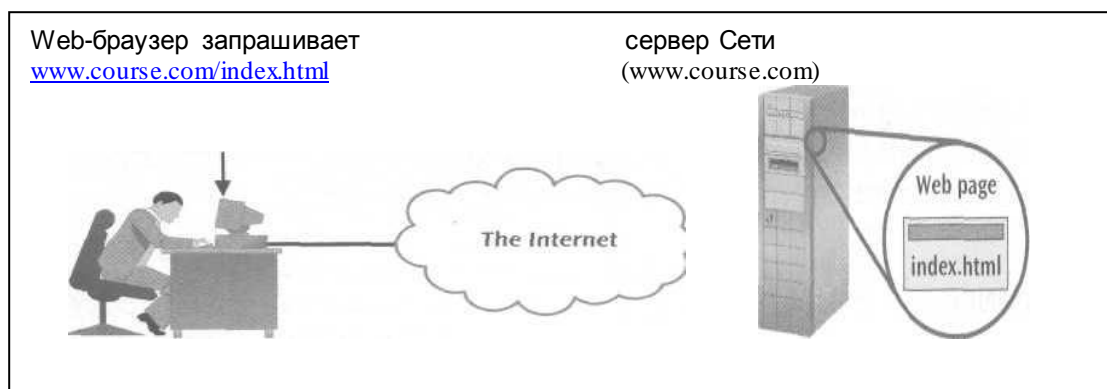 Web-браузер запрашивает
www.course.com/index.html
сервер Сети
(www.course.com)
The Internet
Web page
index.html